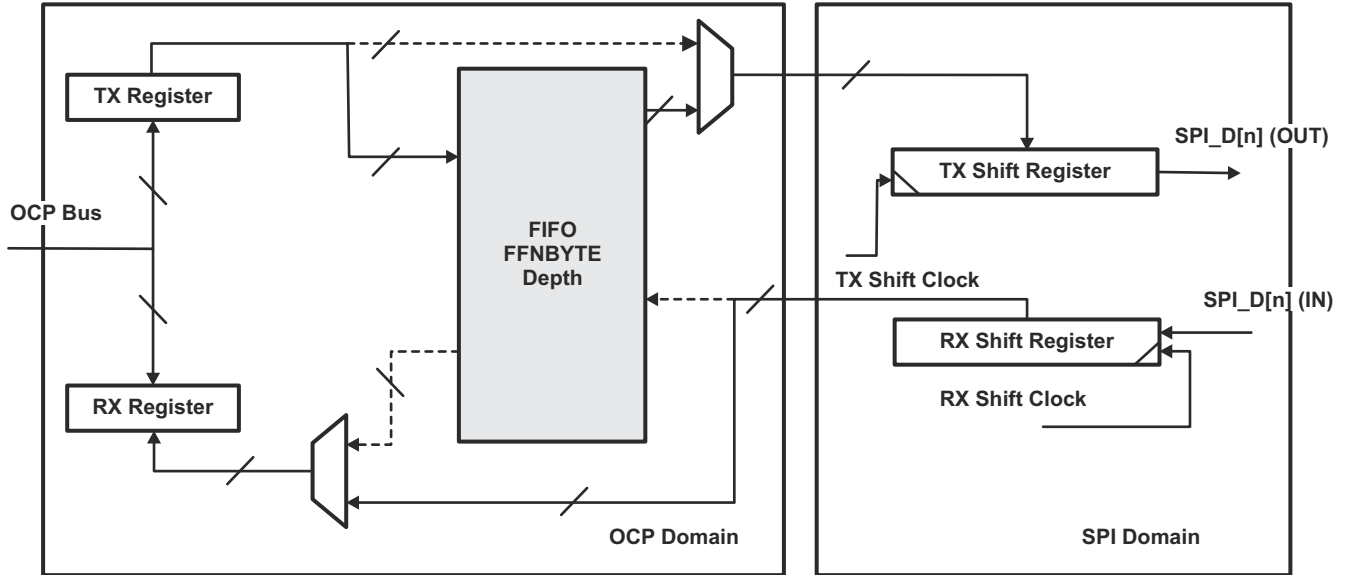 TX Register
SPI_D[n] (OUT)
TX Shift Register
OCP Bus
FIFO
FFNBYTE
Depth
TX Shift Clock
SPI_D[n] (IN)
RX Shift Register
RX Shift Clock
RX Register
OCP Domain
SPI Domain